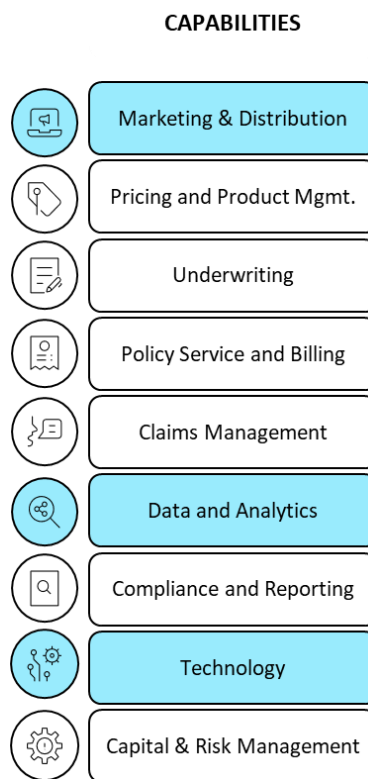 CAPABILITIES
Marketing & Distribution
Pricing and Product Mgmt.
Underwriting
Policy Service and Billing
Claims Management
Data and Analytics
Compliance and Reporting
Technology
Capital & Risk Management